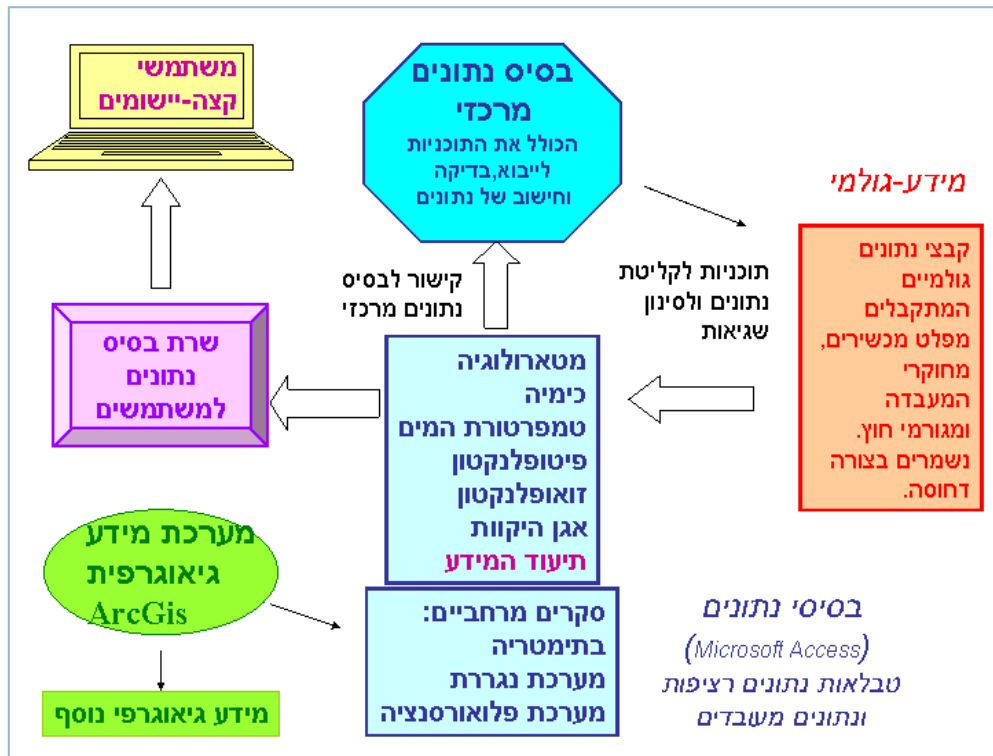 משתמשי
קצה-יישומים
בסיס נתונים
מרכזי
הכולל את התוכניות
לייבוא,בדיקה
וחישוב של נתונים
מידע-גולמי
קבצי נתונים
גולמיים
המתקבלים
מפלט מכשירים,
מחוקרי
המעבדה
ומגורמי חוץ.
נשמרים בצורה
דחוסה.
תוכניות לקליטת
נתונים ולסינון
שגיאות
קישור לבסיס
נתונים מרכזי
שרת בסיס
נתונים
למשתמשים
מטארולוגיה
כימיה
טמפרטורת המים
פיטופלנקטון
זואופלנקטון
אגן היקוות
תיעוד המידע
סקרים מרחביים:
בתימטריה
מערכת נגררת
מערכת פלואורסנציה
בסיסי נתונים
(Microsoft Access)
טבלאות נתונים רציפות
ונתונים מעובדים
מערכת מידע
גיאוגרפית
ArcGis
מידע גיאוגרפי נוסף